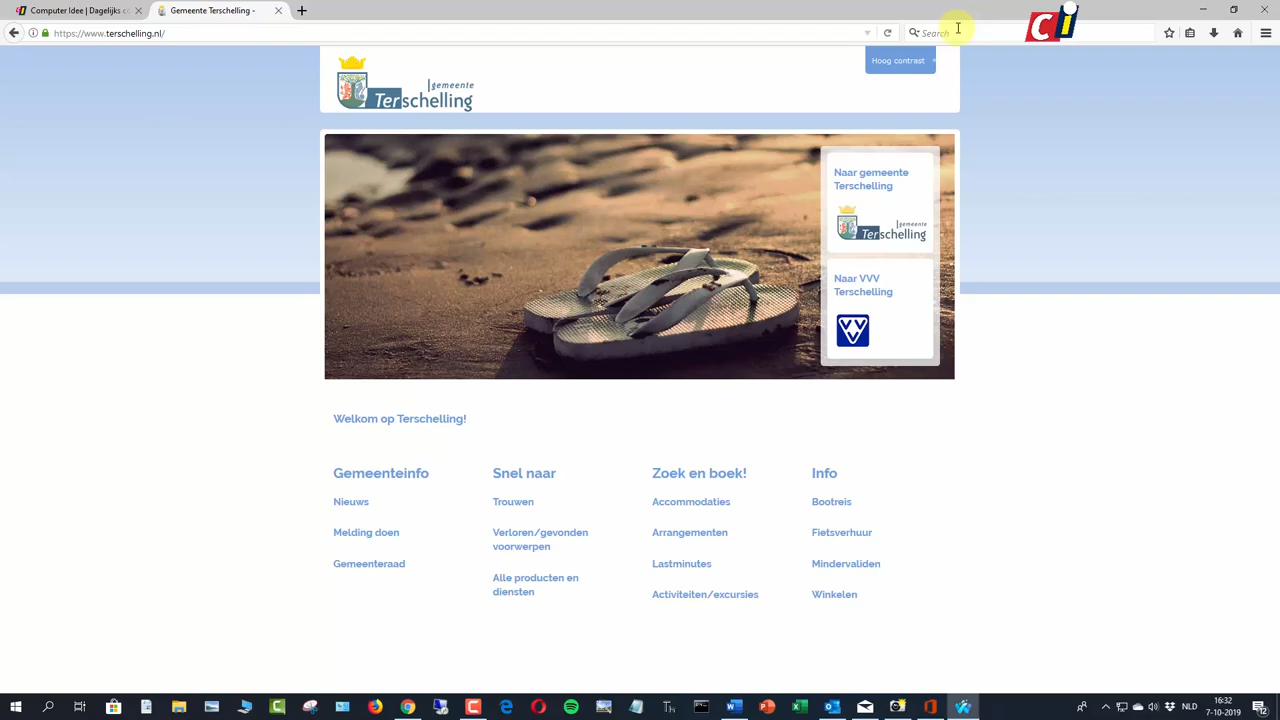 Computer Idee | Dagelijks c
Gemeente Terschelling -
https://www.terschelling.nl/
Search
Ci
Hoog contrast
gemeente
Terschelling
Naar gemeente
Terschelling
gemeente
Terschelling
Naar VVV
Terschelling
VVV
Welkom op Terschelling!
Gemeenteinfo
Nieuws
Melding doen
Gemeenteraad
Snel naar
Trouwen
Verloren/gevonden
voorwerpen
Alle producten en
diensten
Zoek en boek!
Accommodaties
Arrangementen
Lastminutes
Activiteiten/excursies
Info
Bootreis
Fietsverhuur
Mindervaliden
Winkelen
NLD
16:32
7-10-2019